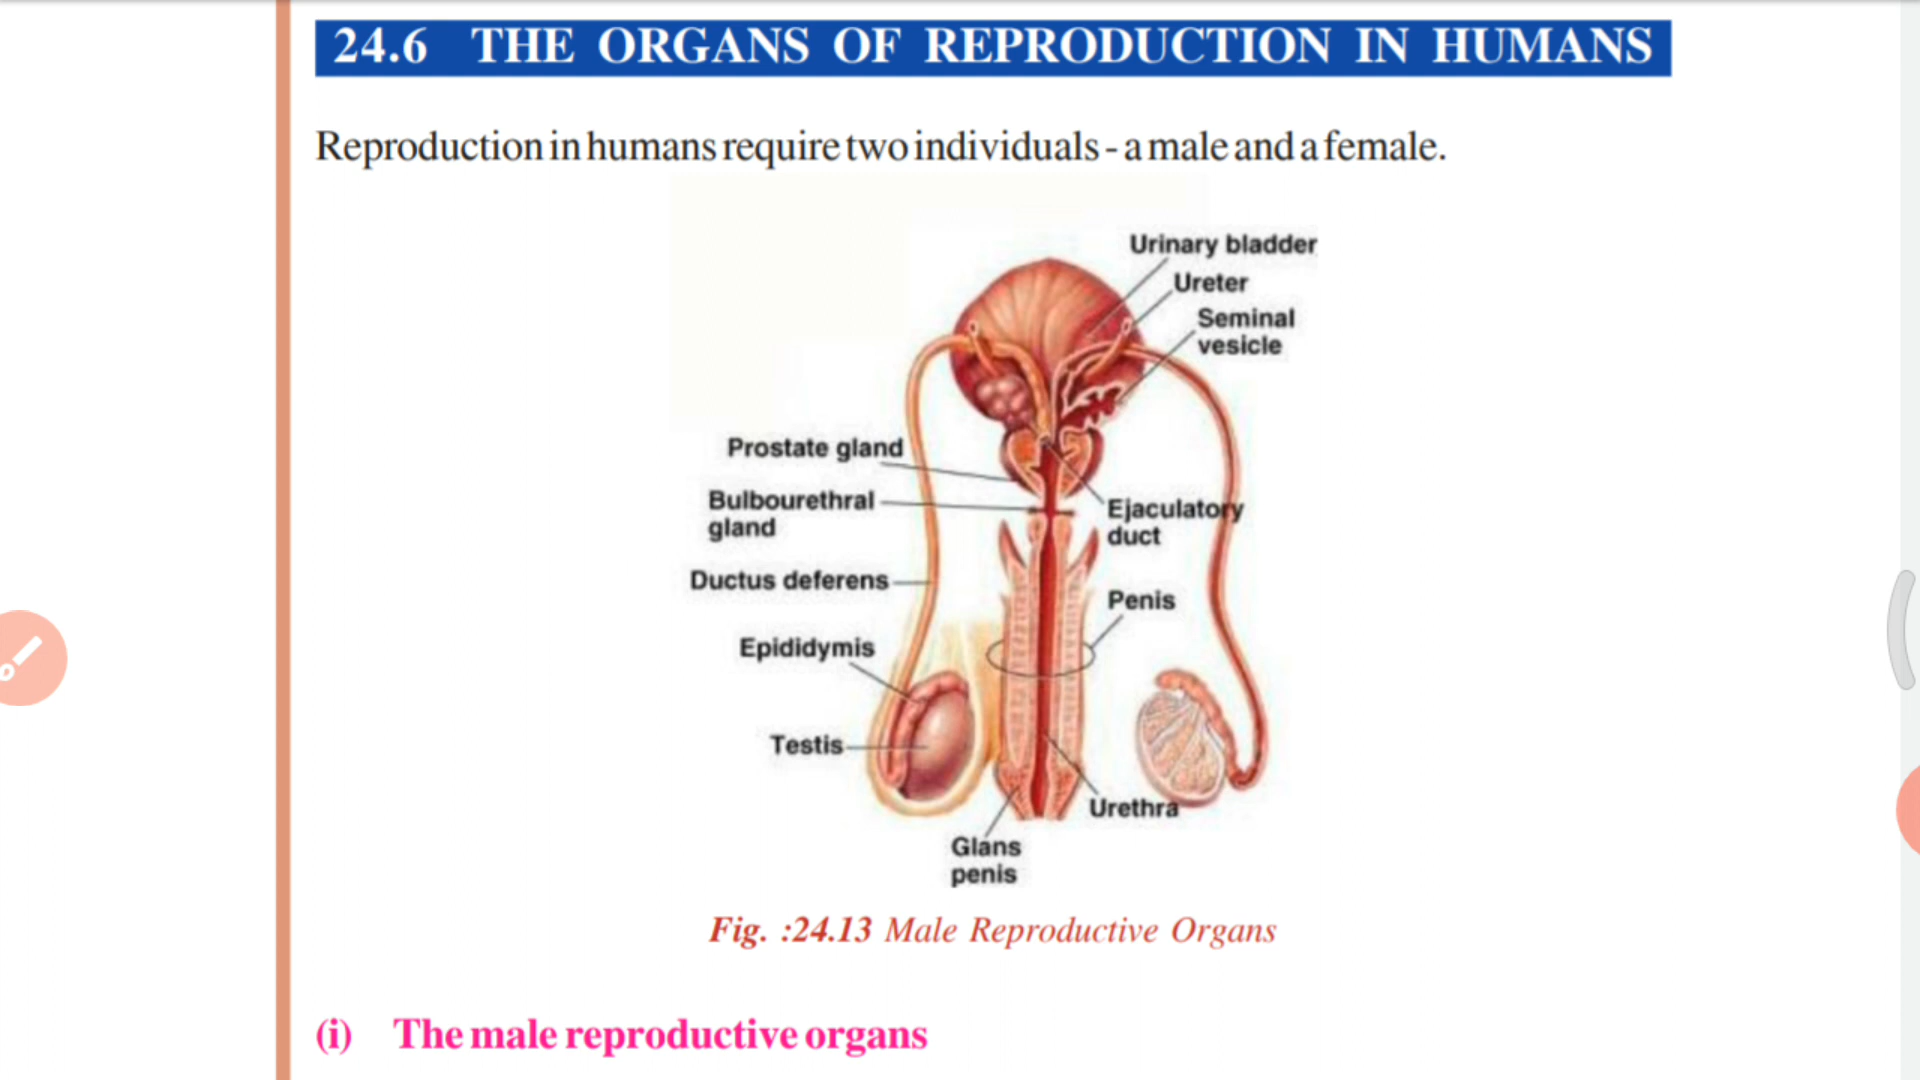 24.6 THE ORGANS OF REPRODUCTION IN HUMANS
Reproduction in humans require two individuals - a male and a female.
Urinary bladder
Ureter
Seminal
vesicle
Prostate gland
Bulbourethral
gland
Ejaculatory
duct
Ductus deferens
Penis
Epididymis
Testis
Urethra
Glans
penis
Fig. :24.13 Male Reproductive Organs
(i) The male reproductive organs